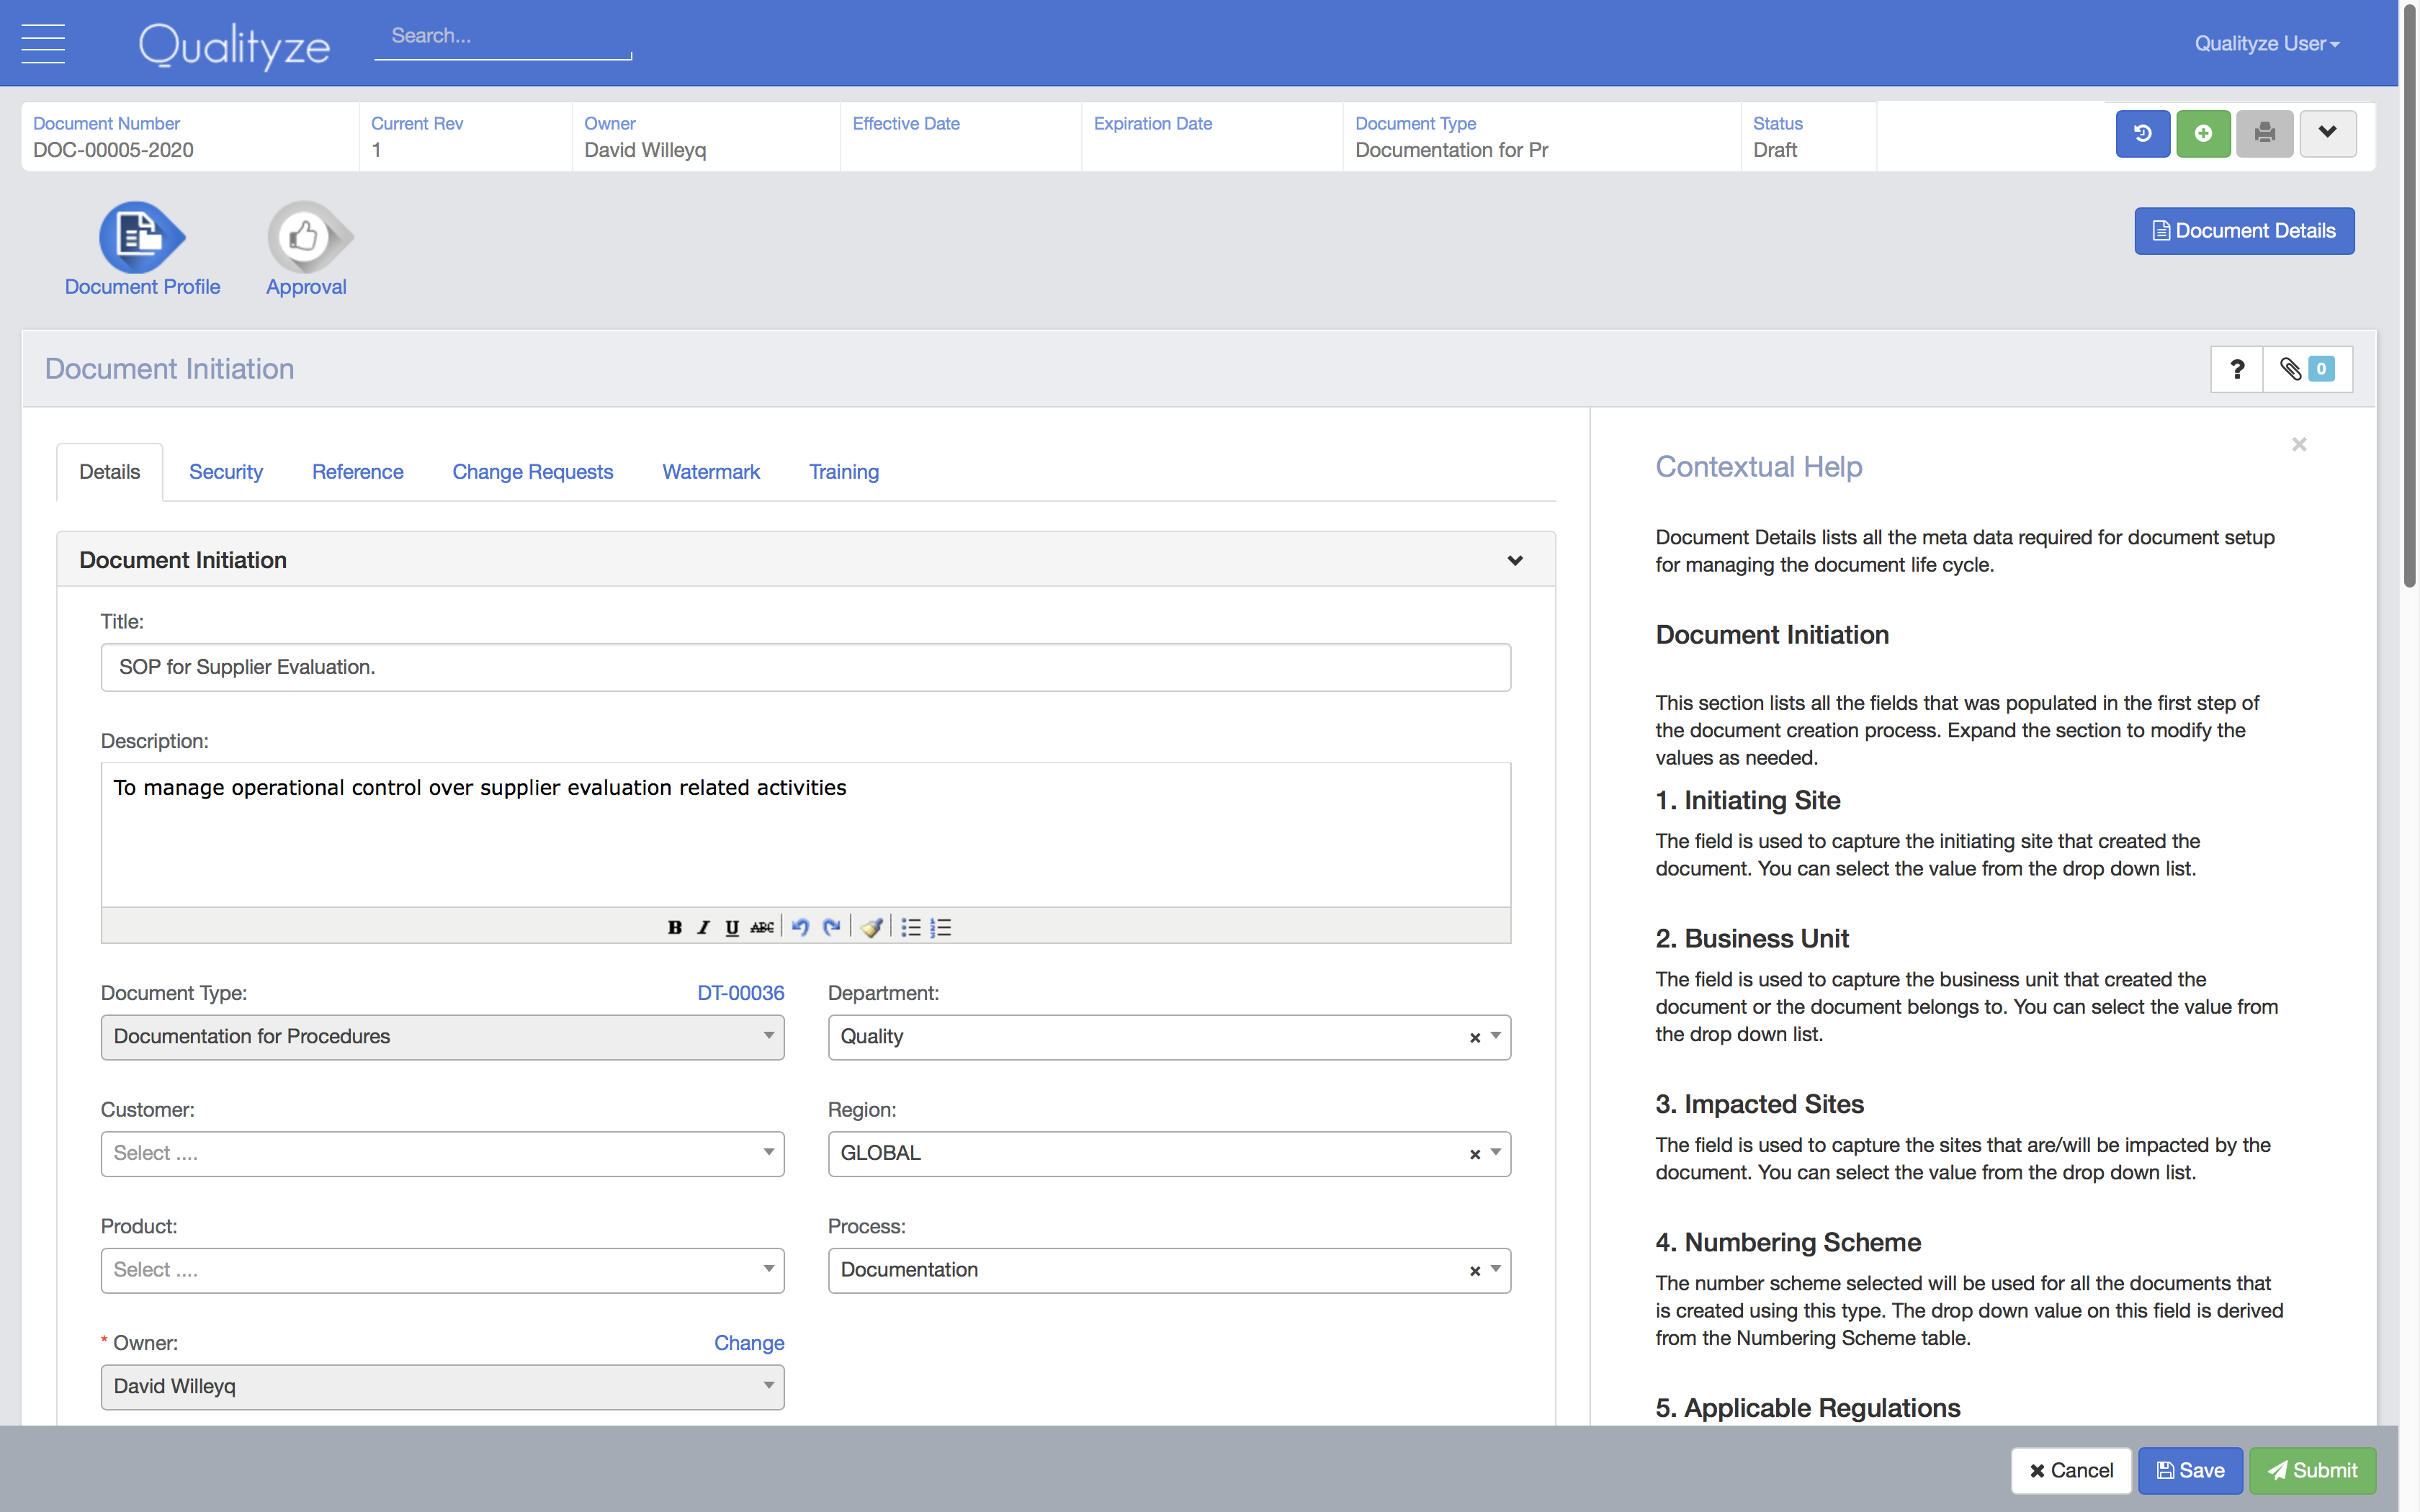 Qualityze
Search...
Qualityze User
Document Number
DOC-00005-2020
Current Rev
1
Owner
David Willeyq
Effective Date
Expiration Date
Document Type
Documentation for Pr
Status
Draft
Document Profile
Approval
Document Details
Document Initiation
?
0
Details
Security
Reference
Change Requests
Watermark
Training
Document Initiation
Title:
SOP for Supplier Evaluation.
Description:
To manage operational control over supplier evaluation related activities
B I U ABC
Document Type:
DT-00036
Documentation for Procedures
Department:
Quality
Customer:
Select ....
Region:
GLOBAL
Product:
Select ....
Process:
Documentation
* Owner:
Change
David Willeyq
Contextual Help
Document Details lists all the meta data required for document setup
for managing the document life cycle.
Document Initiation
This section lists all the fields that was populated in the first step of
the document creation process. Expand the section to modify the
values as needed.
1. Initiating Site
The field is used to capture the initiating site that created the
document. You can select the value from the drop down list.
2. Business Unit
The field is used to capture the business unit that created the
document or the document belongs to. You can select the value from
the drop down list.
3. Impacted Sites
The field is used to capture the sites that are/will be impacted by the
document. You can select the value from the drop down list.
4. Numbering Scheme
The number scheme selected will be used for all the documents that
is created using this type. The drop down value on this field is derived
from the Numbering Scheme table.
5. Applicable Regulations
Cancel
Save
Submit